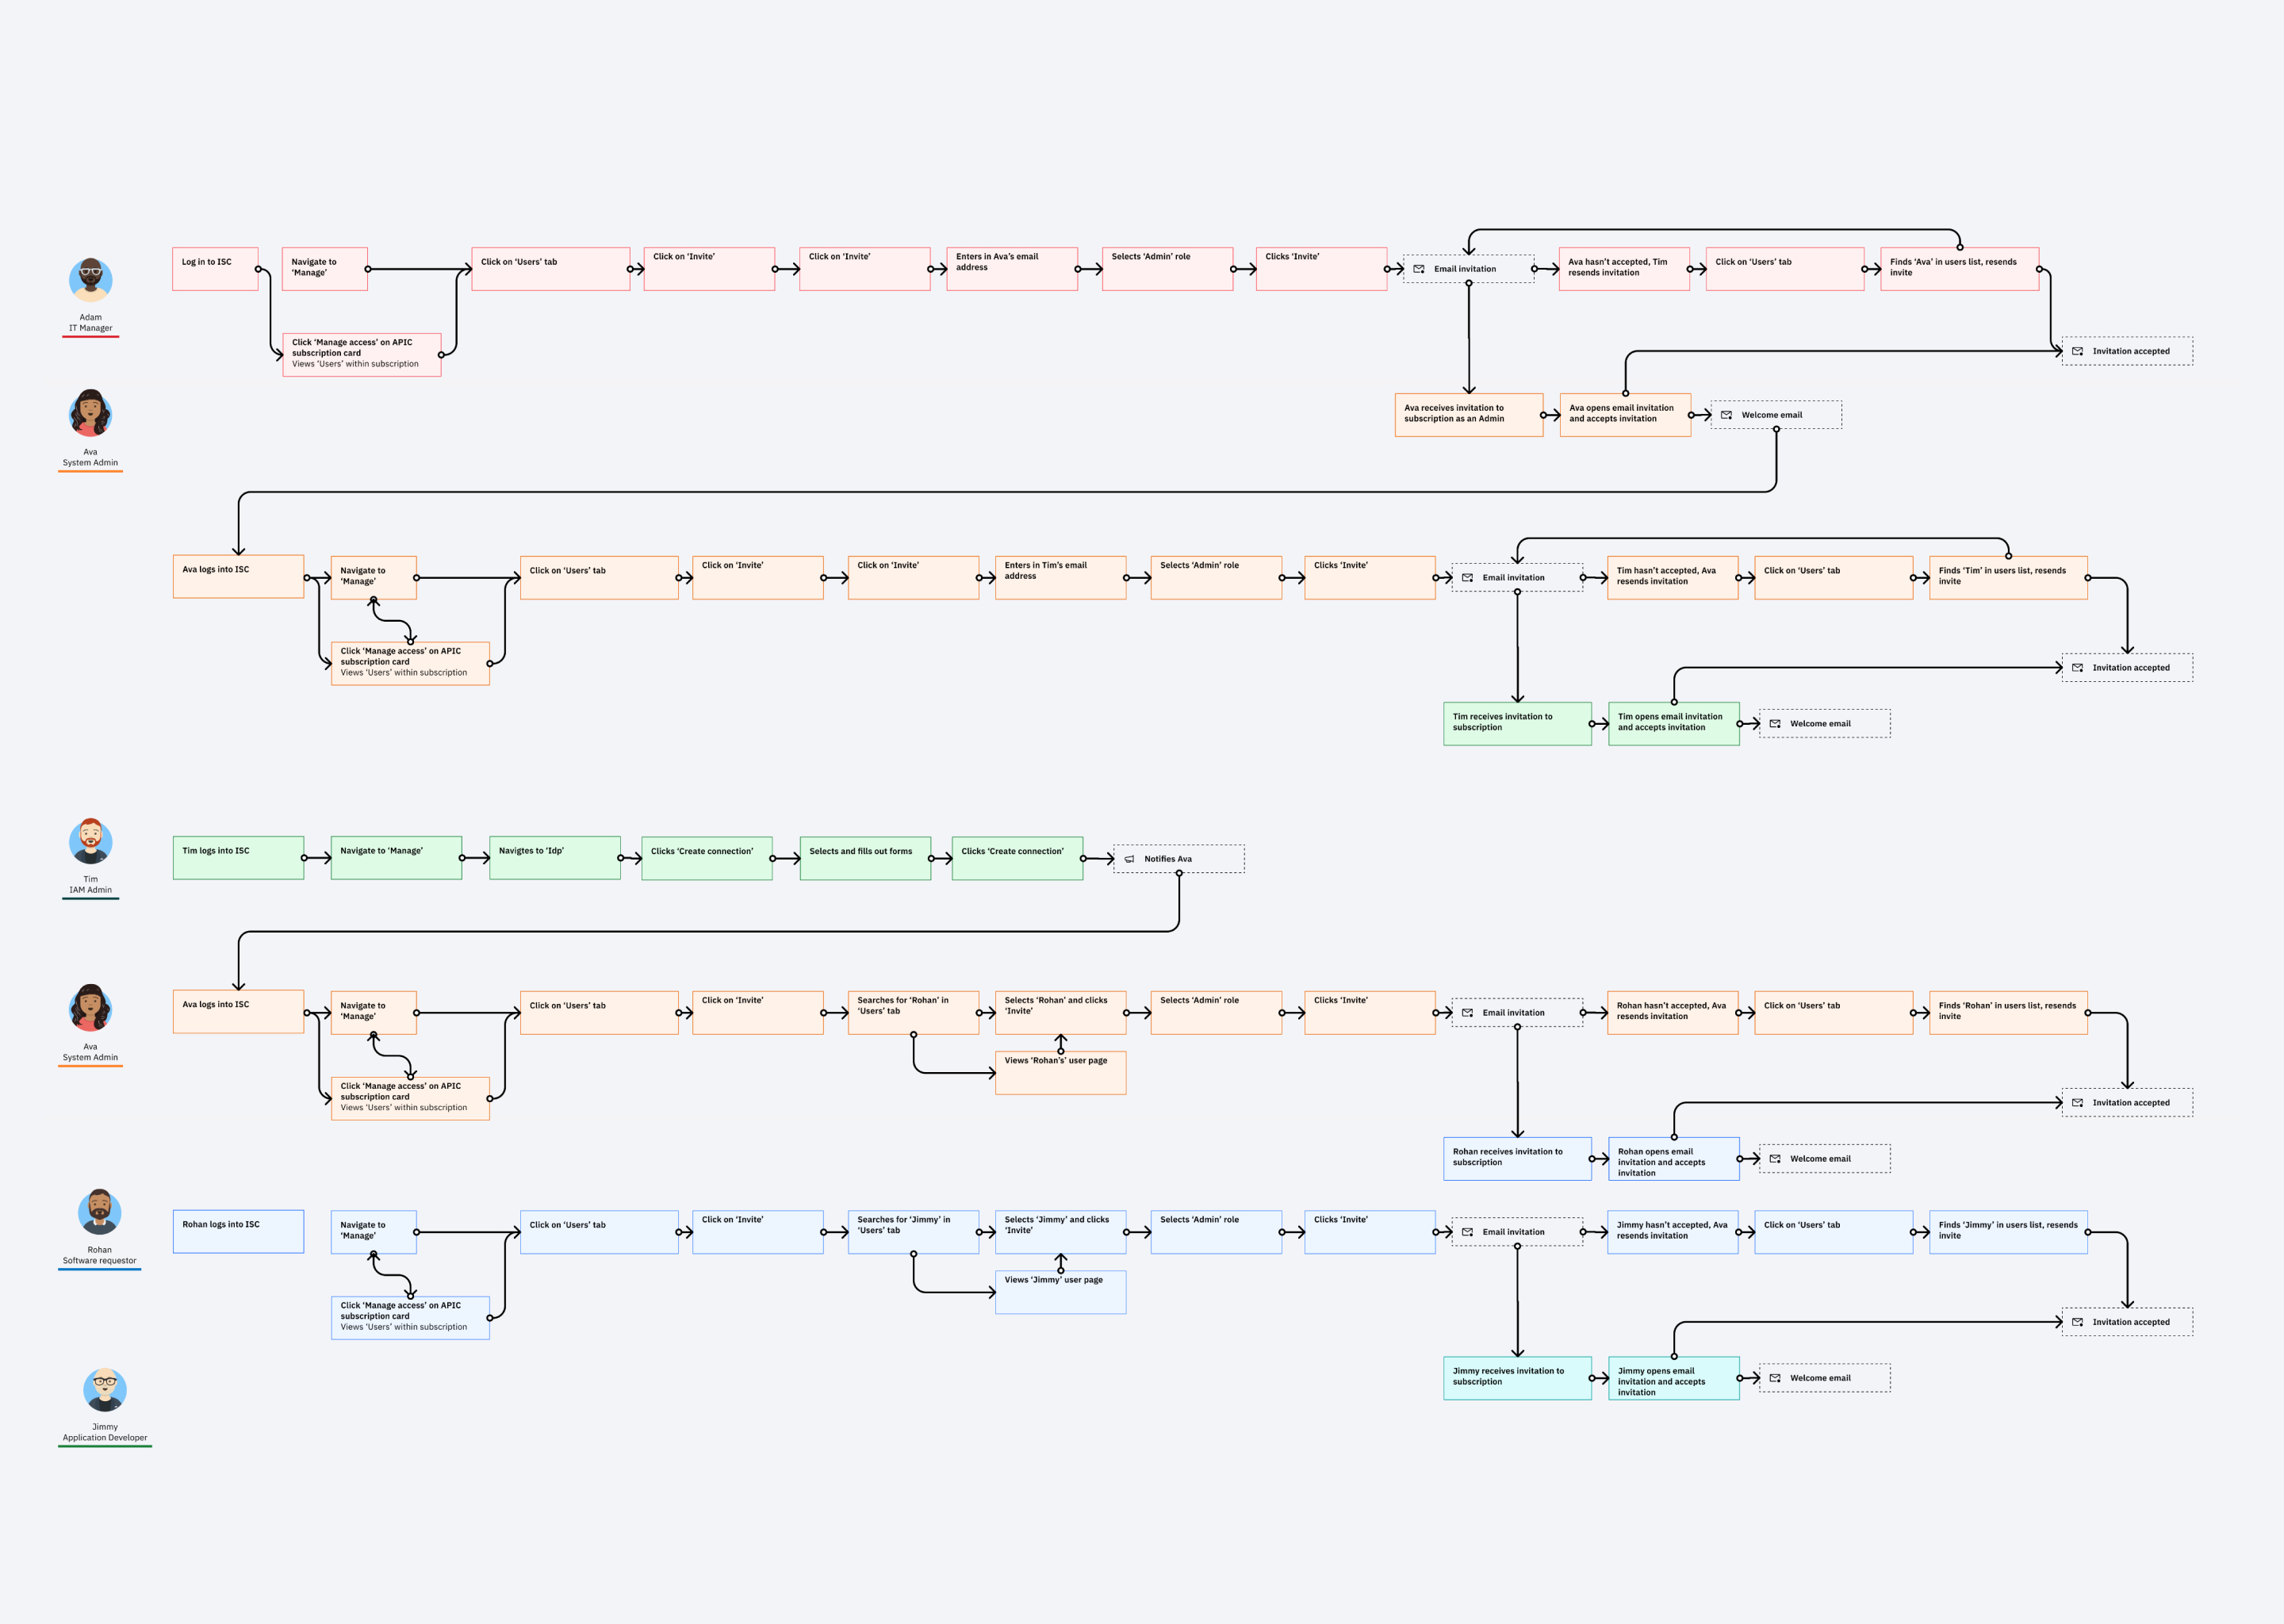 Adam
IT Manager
Log in to ISC
Navigate to
‘Manage’
Click ‘Manage access’ on APIC
subscription card
Views ‘Users’ within subscription
Click on ‘Users’ tab
Click on ‘Invite’
Click on ‘Invite’
Enters in Ava’s email
address
Selects ‘Admin’ role
Clicks ‘Invite’
Email invitation
Ava hasn’t accepted, Tim
resends invitation
Click on ‘Users’ tab
Finds ‘Ava’ in users list, resends
invite
Invitation accepted
Ava
System Admin
Ava receives invitation to
subscription as an Admin
Ava opens email invitation
and accepts invitation
Welcome email
Ava logs into ISC
Navigate to
‘Manage’
Click ‘Manage access’ on APIC
subscription card
Views ‘Users’ within subscription
Click on ‘Users’ tab
Click on ‘Invite’
Click on ‘Invite’
Enters in Tim’s email
address
Selects ‘Admin’ role
Clicks ‘Invite’
Email invitation
Tim hasn’t accepted, Ava
resends invitation
Click on ‘Users’ tab
Finds ‘Tim’ in users list, resends
invite
Invitation accepted
Tim receives invitation to
subscription
Tim opens email invitation
and accepts invitation
Welcome email
Tim
IAM Admin
Tim logs into ISC
Navigate to ‘Manage’
Navigtes to ‘Idp’
Clicks ‘Create connection’
Selects and fills out forms
Clicks ‘Create connection’
Notifies Ava
Ava
System Admin
Ava logs into ISC
Navigate to
‘Manage’
Click ‘Manage access’ on APIC
subscription card
Views ‘Users’ within subscription
Click on ‘Users’ tab
Click on ‘Invite’
Searches for ‘Rohan’ in
‘Users’ tab
Selects ‘Rohan’ and clicks
‘Invite’
Views ‘Rohan’s’ user page
Selects ‘Admin’ role
Clicks ‘Invite’
Email invitation
Rohan hasn’t accepted, Ava
resends invitation
Click on ‘Users’ tab
Finds ‘Rohan’ in users list, resends
invite
Invitation accepted
Rohan receives invitation to
subscription
Rohan opens email
invitation and accepts
invitation
Welcome email
Rohan
Software requestor
Rohan logs into ISC
Navigate to
‘Manage’
Click ‘Manage access’ on APIC
subscription card
Views ‘Users’ within subscription
Click on ‘Users’ tab
Click on ‘Invite’
Searches for ‘Jimmy’ in
‘Users’ tab
Selects ‘Jimmy’ and clicks
‘Invite’
Views ‘Jimmy’ user page
Selects ‘Admin’ role
Clicks ‘Invite’
Email invitation
Jimmy hasn’t accepted, Ava
resends invitation
Click on ‘Users’ tab
Finds ‘Jimmy’ in users list, resends
invite
Invitation accepted
Jimmy
Application Developer
Jimmy receives invitation to
subscription
Jimmy opens email
invitation and accepts
invitation
Welcome email